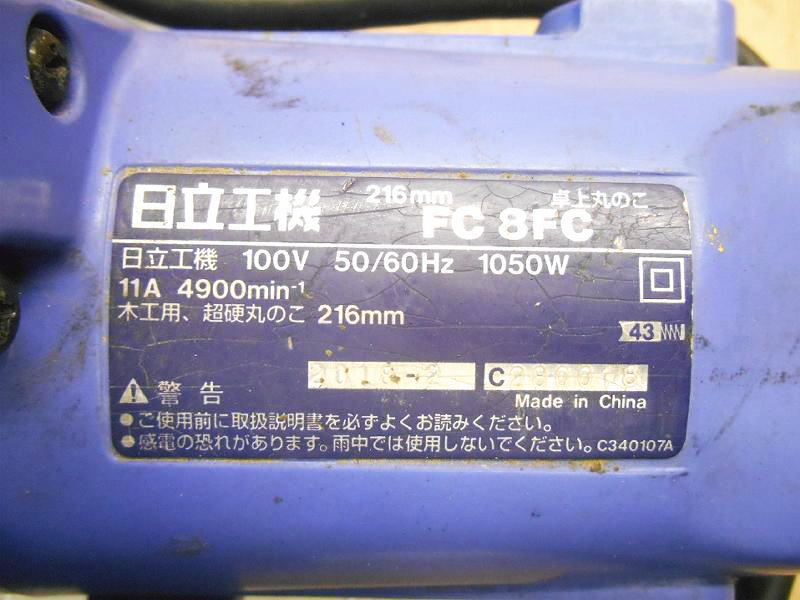 日立工機 216mm 卓上丸のこ
FC 8FC
日立工機 100V 50/60Hz 1050W
11A 4900min⁻¹
木工用、超硬丸のこ 216mm
43
2018-2
Made in China
警告
●ご使用前に取扱説明書を必ずよくお読みください。
●感電の恐れがあります。雨中では使用しないでください。C340107A